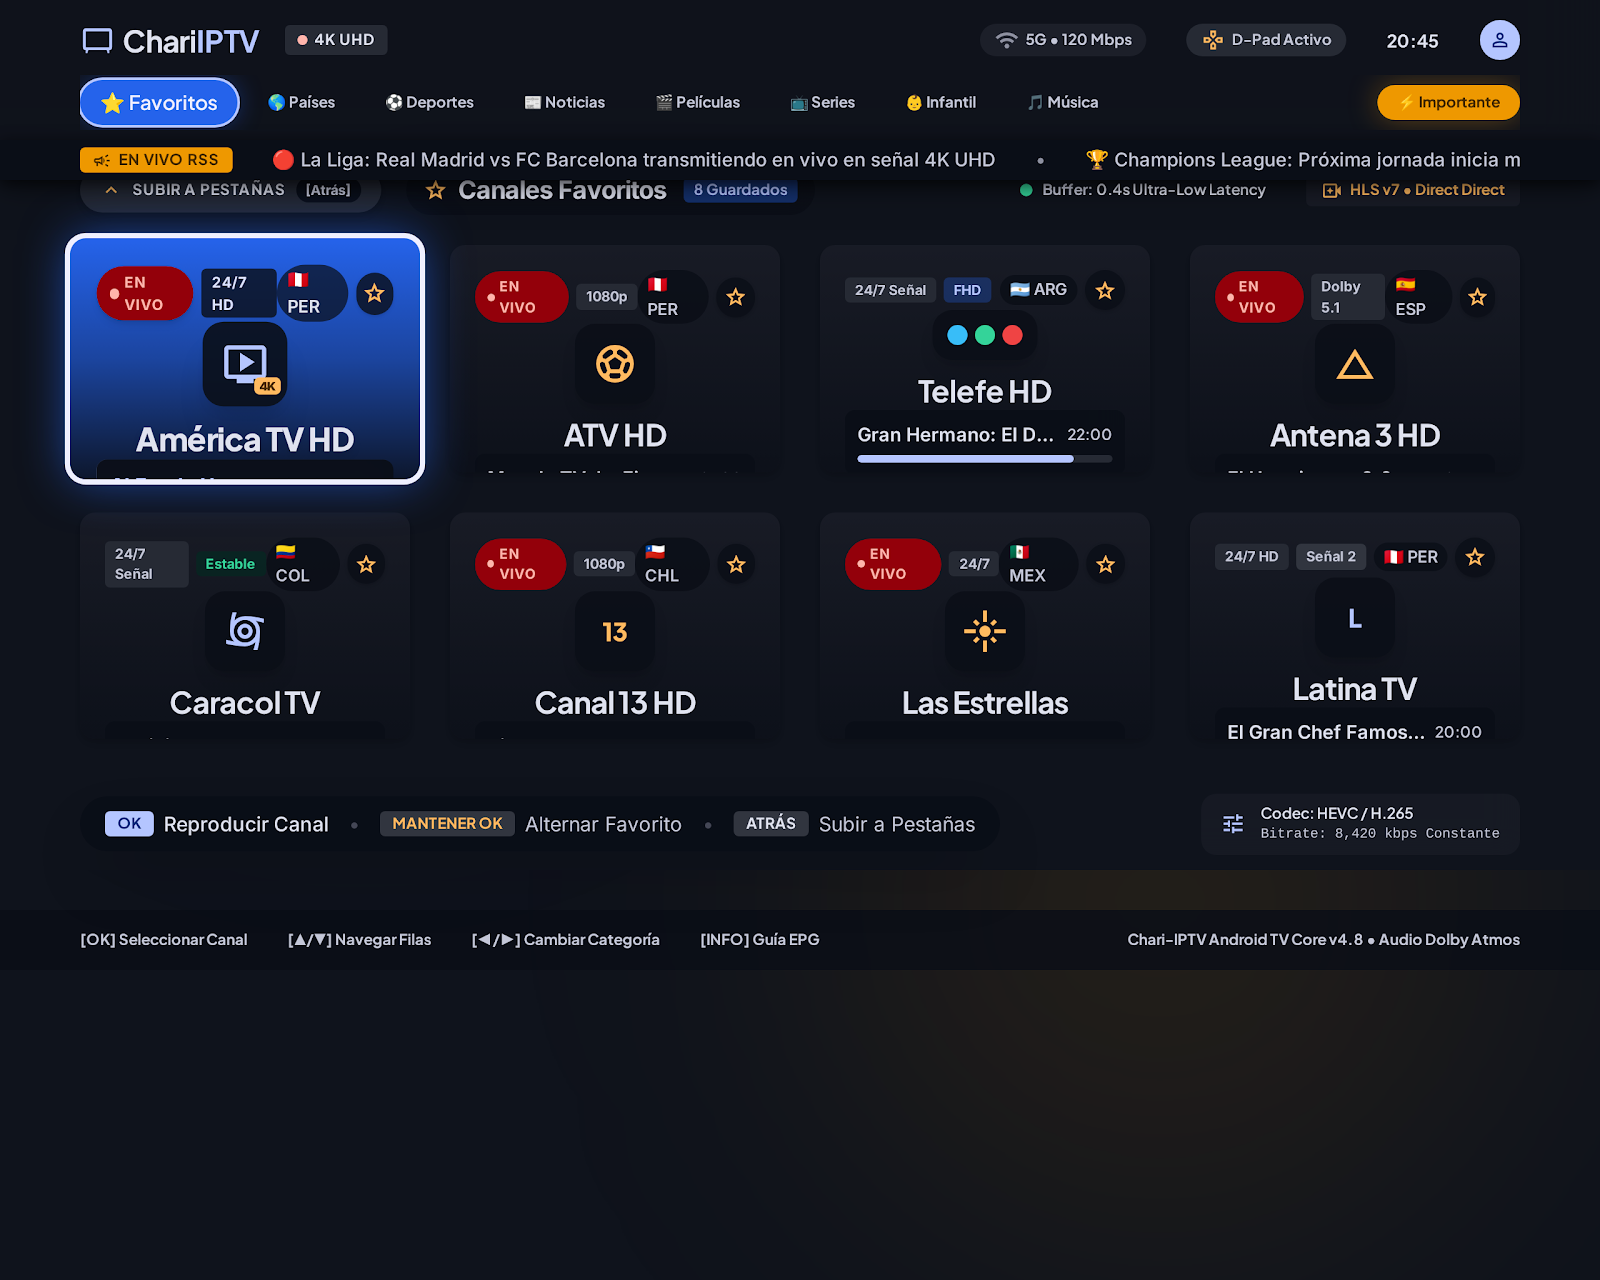 ChariIPTV
4K UHD
5G • 120 Mbps
D-Pad Activo
20:45
⭐ Favoritos
🌎 Países
⚽ Deportes
📰 Noticias
🎬 Películas
📺 Series
👶 Infantil
🎵 Música
⚡ Importante
EN VIVO RSS
🔴 La Liga: Real Madrid vs FC Barcelona transmitiendo en vivo en señal 4K UHD • 🏆 Champions League: Próxima jornada inicia m
SUBIR A PESTAÑAS [Atrás]
Canales Favoritos
8 Guardados
Buffer: 0.4s Ultra-Low Latency
HLS v7 • Direct Direct
EN
VIVO
24/7
HD
🇵🇪
PER
4K
América TV HD
EN
VIVO
1080p
🇵🇪
PER
ATV HD
24/7 Señal
FHD
🇦🇷 ARG
Telefe HD
Gran Hermano: El D... 22:00
EN
VIVO
Dolby
5.1
🇪🇸
ESP
Antena 3 HD
24/7
Señal
Estable
🇨🇴
COL
Caracol TV
EN
VIVO
1080p
🇨🇱
CHL
13
Canal 13 HD
EN
VIVO
24/7
🇲🇽
MEX
Las Estrellas
24/7 HD
Señal 2
🇵🇪 PER
L
Latina TV
El Gran Chef Famos... 20:00
OK Reproducir Canal • MANTENER OK Alternar Favorito • ATRÁS Subir a Pestañas
Codec: HEVC / H.265
Bitrate: 8,420 kbps Constante
[OK] Seleccionar Canal
[▲/▼] Navegar Filas
[◀/▶] Cambiar Categoría
[INFO] Guía EPG
Chari-IPTV Android TV Core v4.8 • Audio Dolby Atmos